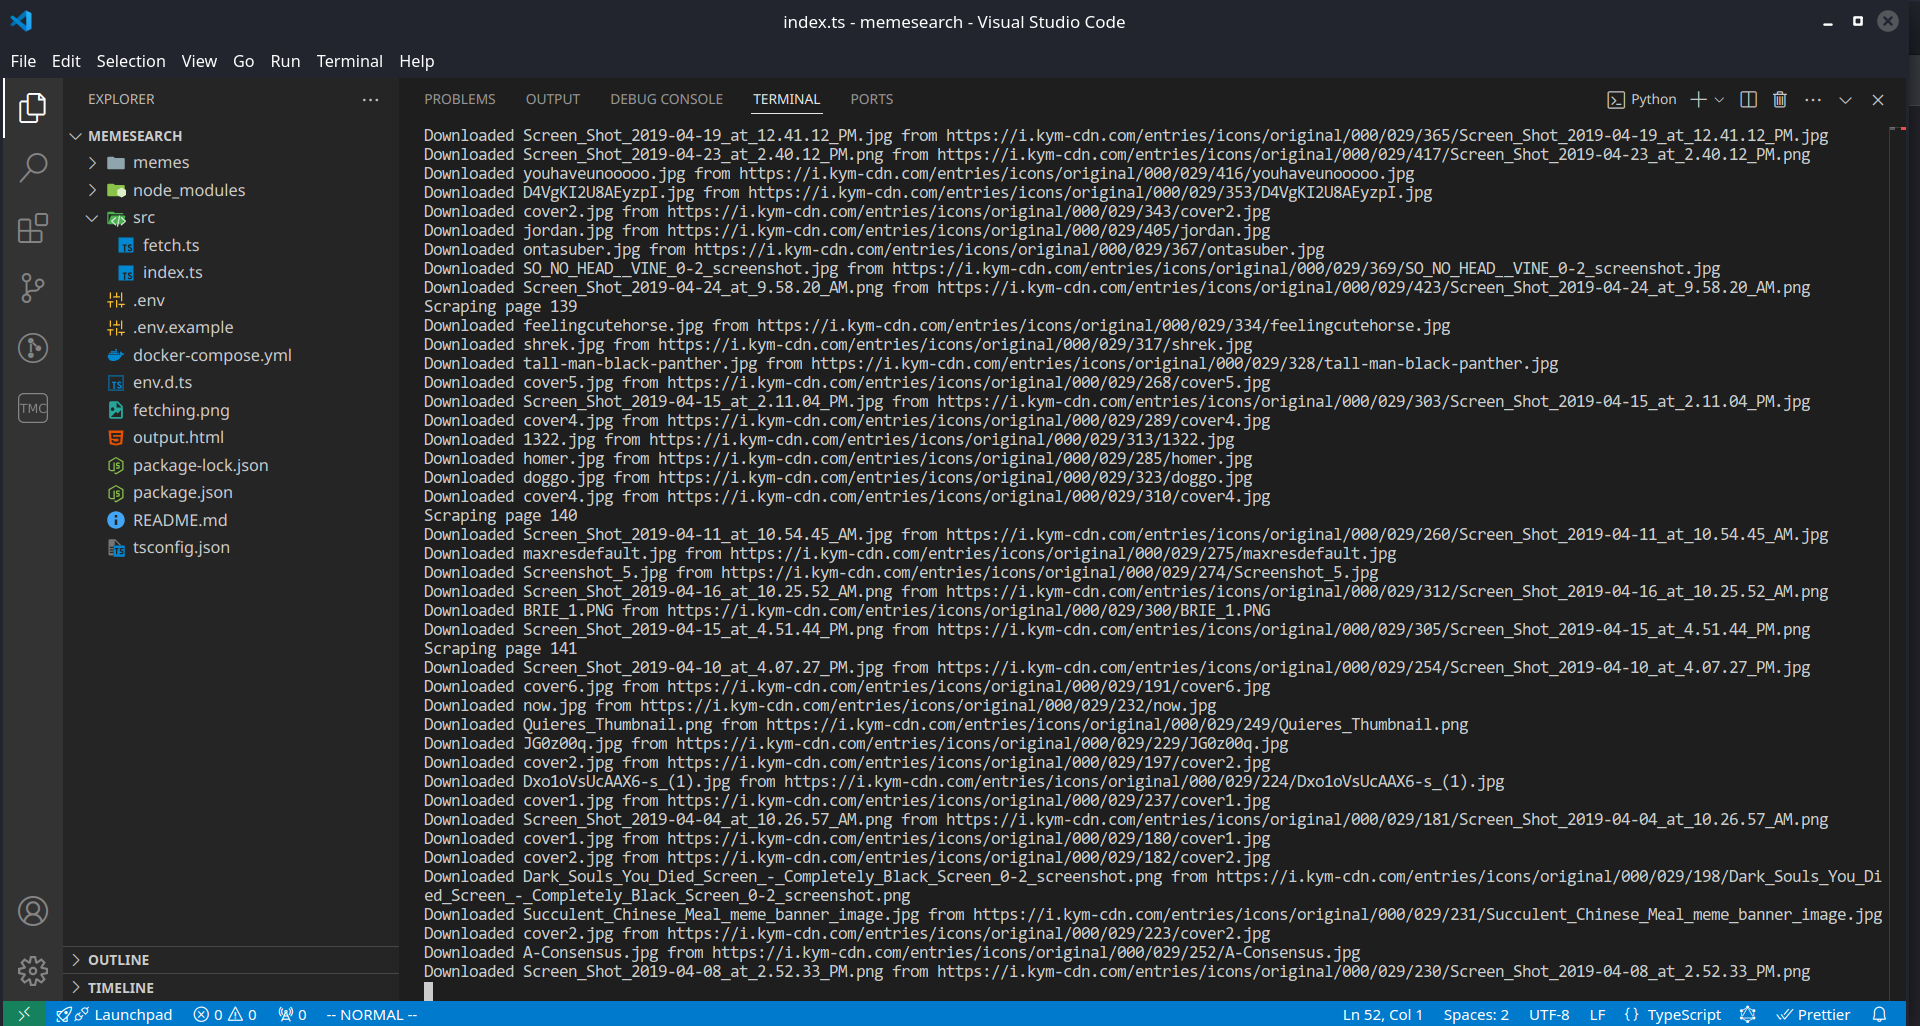 index.ts - memesearch - Visual Studio Code
File Edit Selection View Go Run Terminal Help
EXPLORER
MEMESEARCH
memes
node_modules
src
fetch.ts
index.ts
.env
.env.example
docker-compose.yml
env.d.ts
fetching.png
output.html
package-lock.json
package.json
README.md
tsconfig.json
OUTLINE
TIMELINE
TMC
PROBLEMS OUTPUT DEBUG CONSOLE TERMINAL PORTS
Python
Downloaded Screen_Shot_2019-04-19_at_12.41.12_PM.jpg from https://i.kym-cdn.com/entries/icons/original/000/029/365/Screen_Shot_2019-04-19_at_12.41.12_PM.jpg
Downloaded Screen_Shot_2019-04-23_at_2.40.12_PM.png from https://i.kym-cdn.com/entries/icons/original/000/029/417/Screen_Shot_2019-04-23_at_2.40.12_PM.png
Downloaded youhaveunooooo.jpg from https://i.kym-cdn.com/entries/icons/original/000/029/416/youhaveunooooo.jpg
Downloaded D4VgKI2U8AEyzpI.jpg from https://i.kym-cdn.com/entries/icons/original/000/029/353/D4VgKI2U8AEyzpI.jpg
Downloaded cover2.jpg from https://i.kym-cdn.com/entries/icons/original/000/029/343/cover2.jpg
Downloaded jordan.jpg from https://i.kym-cdn.com/entries/icons/original/000/029/405/jordan.jpg
Downloaded ontasuber.jpg from https://i.kym-cdn.com/entries/icons/original/000/029/367/ontasuber.jpg
Downloaded SO_NO_HEAD__VINE_0-2_screenshot.jpg from https://i.kym-cdn.com/entries/icons/original/000/029/369/SO_NO_HEAD__VINE_0-2_screenshot.jpg
Downloaded Screen_Shot_2019-04-24_at_9.58.20_AM.png from https://i.kym-cdn.com/entries/icons/original/000/029/423/Screen_Shot_2019-04-24_at_9.58.20_AM.png
Scraping page 139
Downloaded feelingcutehorse.jpg from https://i.kym-cdn.com/entries/icons/original/000/029/334/feelingcutehorse.jpg
Downloaded shrek.jpg from https://i.kym-cdn.com/entries/icons/original/000/029/317/shrek.jpg
Downloaded tall-man-black-panther.jpg from https://i.kym-cdn.com/entries/icons/original/000/029/328/tall-man-black-panther.jpg
Downloaded cover5.jpg from https://i.kym-cdn.com/entries/icons/original/000/029/268/cover5.jpg
Downloaded Screen_Shot_2019-04-15_at_2.11.04_PM.jpg from https://i.kym-cdn.com/entries/icons/original/000/029/303/Screen_Shot_2019-04-15_at_2.11.04_PM.jpg
Downloaded cover4.jpg from https://i.kym-cdn.com/entries/icons/original/000/029/289/cover4.jpg
Downloaded 1322.jpg from https://i.kym-cdn.com/entries/icons/original/000/029/313/1322.jpg
Downloaded homer.jpg from https://i.kym-cdn.com/entries/icons/original/000/029/285/homer.jpg
Downloaded doggo.jpg from https://i.kym-cdn.com/entries/icons/original/000/029/323/doggo.jpg
Downloaded cover4.jpg from https://i.kym-cdn.com/entries/icons/original/000/029/310/cover4.jpg
Scraping page 140
Downloaded Screen_Shot_2019-04-11_at_10.54.45_AM.jpg from https://i.kym-cdn.com/entries/icons/original/000/029/260/Screen_Shot_2019-04-11_at_10.54.45_AM.jpg
Downloaded maxresdefault.jpg from https://i.kym-cdn.com/entries/icons/original/000/029/275/maxresdefault.jpg
Downloaded Screenshot_5.jpg from https://i.kym-cdn.com/entries/icons/original/000/029/274/Screenshot_5.jpg
Downloaded Screen_Shot_2019-04-16_at_10.25.52_AM.png from https://i.kym-cdn.com/entries/icons/original/000/029/312/Screen_Shot_2019-04-16_at_10.25.52_AM.png
Downloaded BRIE_1.PNG from https://i.kym-cdn.com/entries/icons/original/000/029/300/BRIE_1.PNG
Downloaded Screen_Shot_2019-04-15_at_4.51.44_PM.png from https://i.kym-cdn.com/entries/icons/original/000/029/305/Screen_Shot_2019-04-15_at_4.51.44_PM.png
Scraping page 141
Downloaded Screen_Shot_2019-04-10_at_4.07.27_PM.jpg from https://i.kym-cdn.com/entries/icons/original/000/029/254/Screen_Shot_2019-04-10_at_4.07.27_PM.jpg
Downloaded cover6.jpg from https://i.kym-cdn.com/entries/icons/original/000/029/191/cover6.jpg
Downloaded now.jpg from https://i.kym-cdn.com/entries/icons/original/000/029/232/now.jpg
Downloaded Quieres_Thumbnail.png from https://i.kym-cdn.com/entries/icons/original/000/029/249/Quieres_Thumbnail.png
Downloaded JG0z00q.jpg from https://i.kym-cdn.com/entries/icons/original/000/029/229/JG0z00q.jpg
Downloaded cover2.jpg from https://i.kym-cdn.com/entries/icons/original/000/029/197/cover2.jpg
Downloaded Dxo1oVsUcAAX6-s_(1).jpg from https://i.kym-cdn.com/entries/icons/original/000/029/224/Dxo1oVsUcAAX6-s_(1).jpg
Downloaded cover1.jpg from https://i.kym-cdn.com/entries/icons/original/000/029/237/cover1.jpg
Downloaded Screen_Shot_2019-04-04_at_10.26.57_AM.png from https://i.kym-cdn.com/entries/icons/original/000/029/181/Screen_Shot_2019-04-04_at_10.26.57_AM.png
Downloaded cover1.jpg from https://i.kym-cdn.com/entries/icons/original/000/029/180/cover1.jpg
Downloaded cover2.jpg from https://i.kym-cdn.com/entries/icons/original/000/029/182/cover2.jpg
Downloaded Dark_Souls_You_Died_Screen_-_Completely_Black_Screen_0-2_screenshot.png from https://i.kym-cdn.com/entries/icons/original/000/029/198/Dark_Souls_You_Di
ed_Screen_-_Completely_Black_Screen_0-2_screenshot.png
Downloaded Succulent_Chinese_Meal_meme_banner_image.jpg from https://i.kym-cdn.com/entries/icons/original/000/029/231/Succulent_Chinese_Meal_meme_banner_image.jpg
Downloaded cover2.jpg from https://i.kym-cdn.com/entries/icons/original/000/029/223/cover2.jpg
Downloaded A-Consensus.jpg from https://i.kym-cdn.com/entries/icons/original/000/029/252/A-Consensus.jpg
Downloaded Screen_Shot_2019-04-08_at_2.52.33_PM.png from https://i.kym-cdn.com/entries/icons/original/000/029/230/Screen_Shot_2019-04-08_at_2.52.33_PM.png
Launchpad 0 0 0 -- NORMAL -- Ln 52, Col 1 Spaces: 2 UTF-8 LF {} TypeScript Prettier